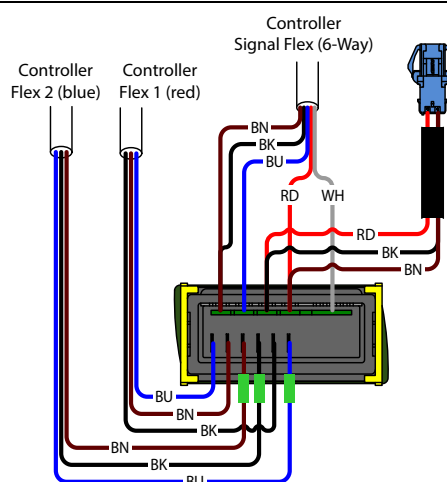 Controller
Signal Flex (6-Way)
Controller
Flex 2 (blue)
Controller
Flex 1 (red)
BN
BK
BU
RD
WH
RD
BK
BN
BU
BN
BK
BN
BK
BU